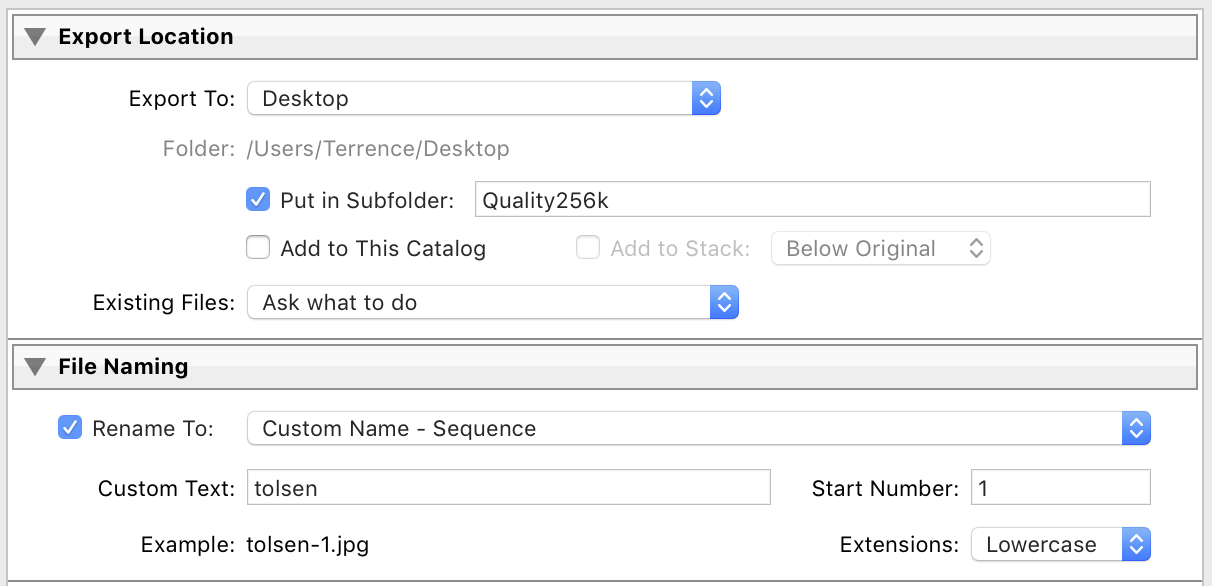 Export Location
Export To: Desktop
Folder: /Users/Terrence/Desktop
Put in Subfolder: Quality256k
Add to This Catalog Add to Stack: Below Original
Existing Files: Ask what to do
File Naming
Rename To: Custom Name - Sequence
Custom Text: tolsen Start Number: 1
Example: tolsen-1.jpg Extensions: Lowercase